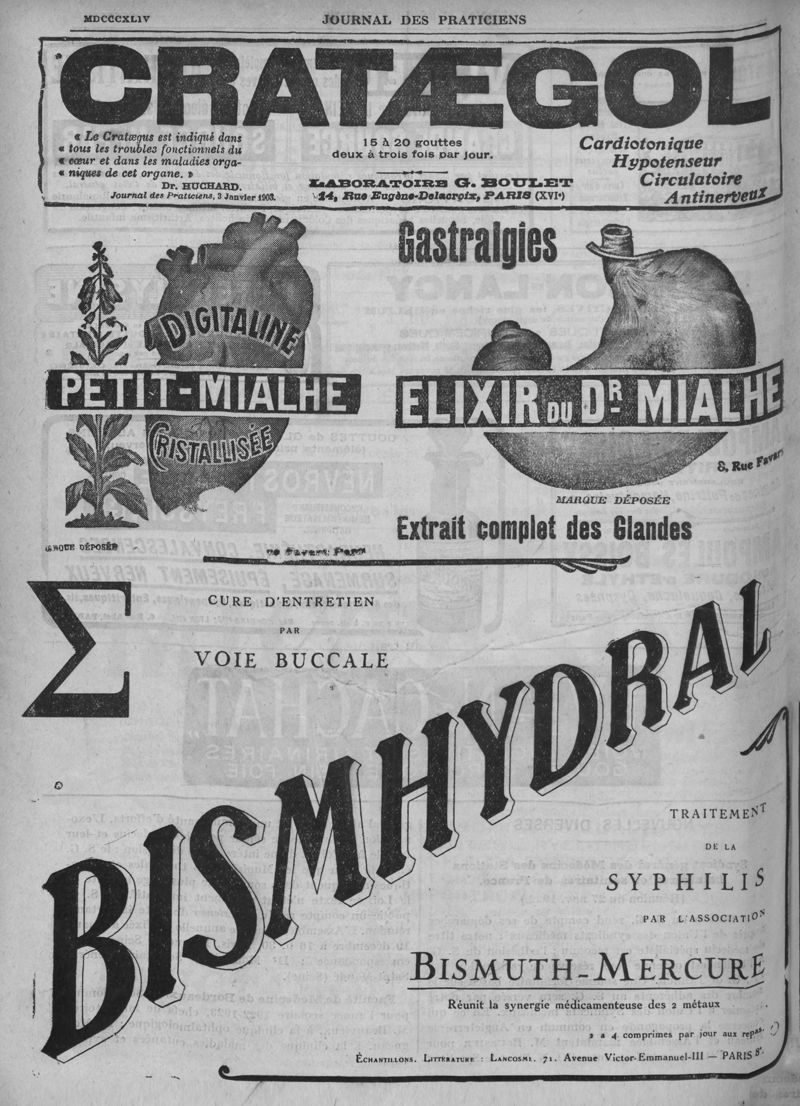 MDCCCXLIV JOURNAL DES PRATICIENS
CRATÆGOL
« Le Cratægus est indiqué dans
« tous les troubles fonctionnels du
« cœur et dans les maladies orga-
« niques de cet organe. »
Dr. HUCHARD.
Journal des Praticiens, 3 Janvier 1903.
15 à 20 gouttes
deux à trois fois par jour.
LABORATOIRE G. BOULET
24, Rue Eugène-Delacroix, PARIS (XVIe)
Cardiotonique
Hypotenseur
Circulatoire
Antinerveux
DIGITALINE
PETIT-MIALHE
CRISTALLISÉE
MARQUE DÉPOSÉE
Favart Paris
Gastralgies
ELIXIR DU DR MIALHE
8, Rue Favart
MARQUE DÉPOSÉE
Extrait complet des Glandes
Σ
CURE D'ENTRETIEN
PAR
VOIE BUCCALE
BISMHYDRAL
TRAITEMENT
DE LA
SYPHILIS
PAR L'ASSOCIATION
BISMUTH-MERCURE
Réunit la synergie médicamenteuse des 2 métaux
2 a 4 comprimes par jour aux repas.
ÉCHANTILLONS. LITTÉRATURE : LANCOSME. 71, Avenue Victor-Emmanuel-III — PARIS 8e.